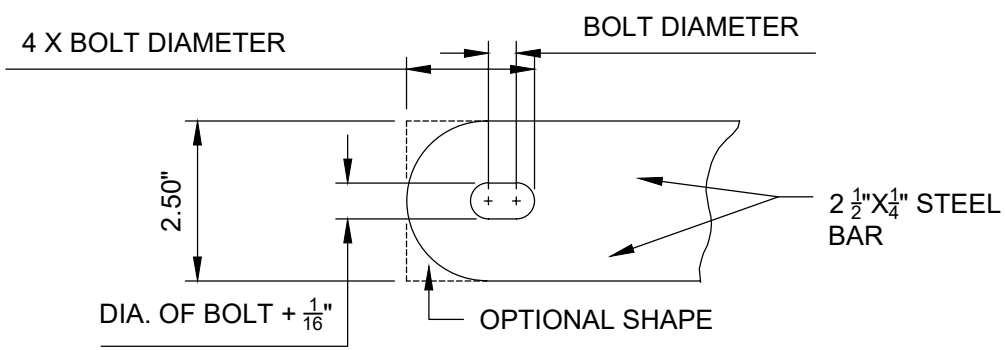 BOLT DIAMETER
4 X BOLT DIAMETER
2.50"
2 1/2"X1/4" STEEL
BAR
DIA. OF BOLT + 1/16"
OPTIONAL SHAPE